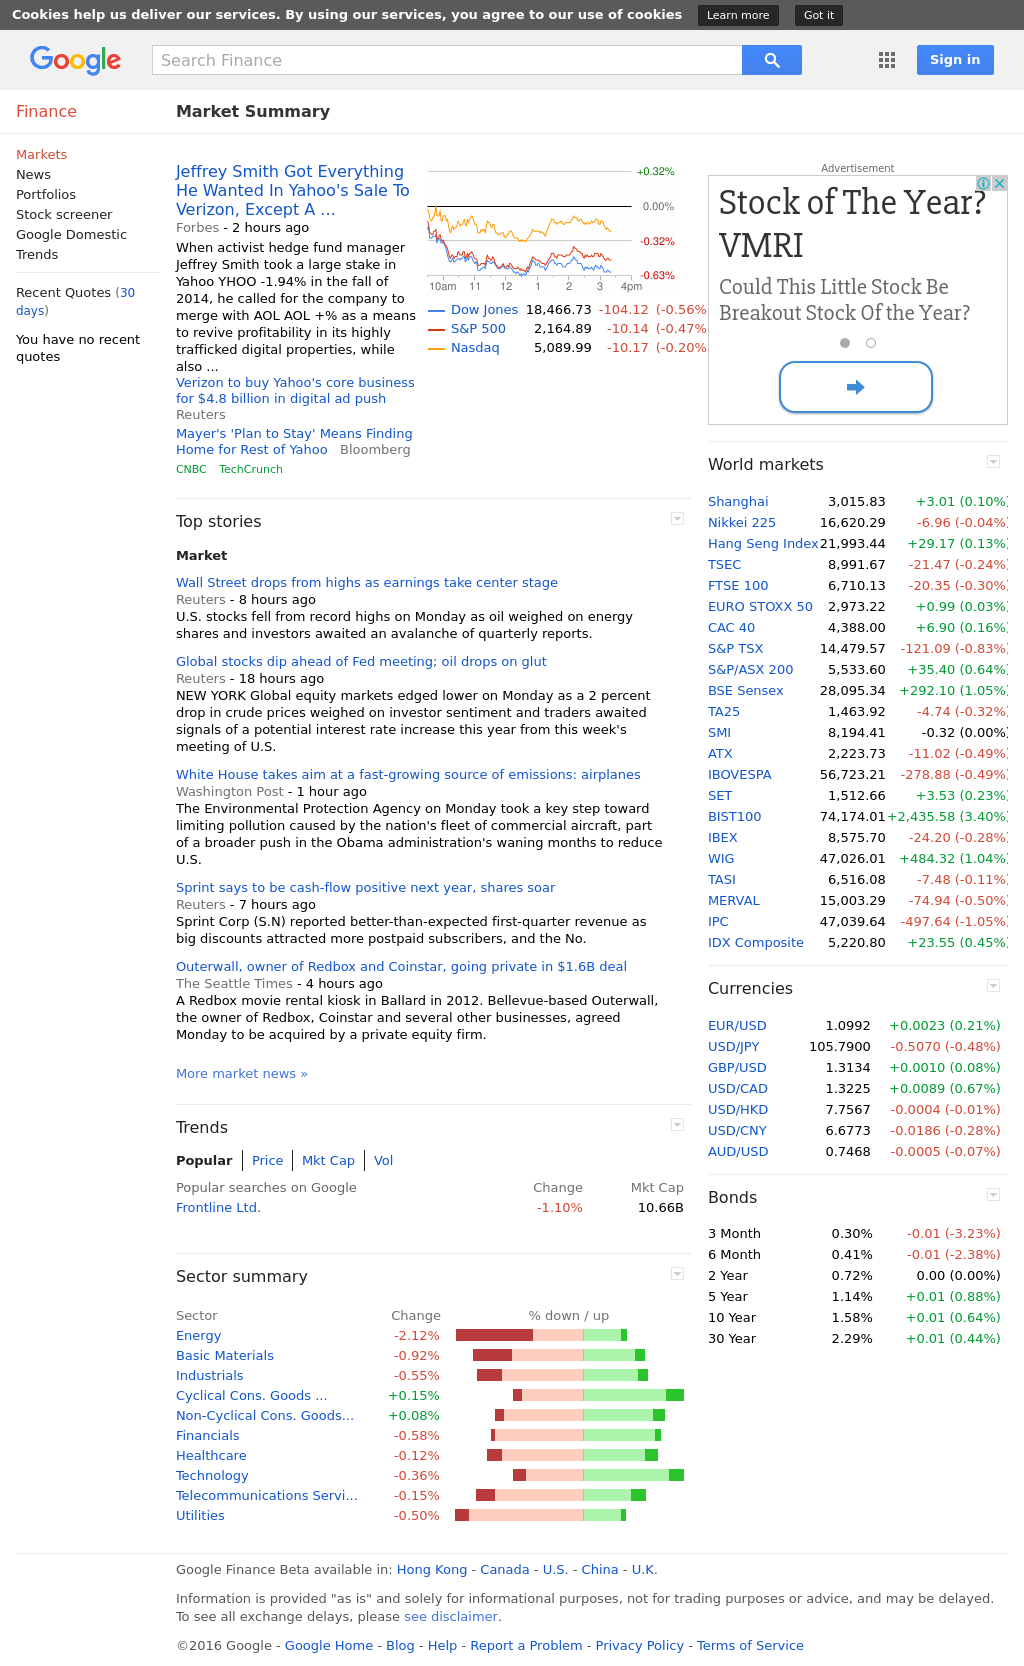 Cookies help us deliver our services. By using our services, you agree to our use of cookies Learn more Got it
Google
Search Finance
Sign in
Finance
Market Summary
Markets
News
Portfolios
Stock screener
Google Domestic
Trends
Recent Quotes (30
days)
You have no recent
quotes
Jeffrey Smith Got Everything
He Wanted In Yahoo's Sale To
Verizon, Except A ...
Forbes - 2 hours ago
When activist hedge fund manager
Jeffrey Smith took a large stake in
Yahoo YHOO -1.94% in the fall of
2014, he called for the company to
merge with AOL AOL +% as a means
to revive profitability in its highly
trafficked digital properties, while
also ...
Verizon to buy Yahoo's core business
for $4.8 billion in digital ad push
Reuters
Mayer's 'Plan to Stay' Means Finding
Home for Rest of Yahoo Bloomberg
CNBC TechCrunch
+0.32%
0.00%
-0.32%
-0.63%
10am 11 12 1 2 3 4pm
Dow Jones 18,466.73 -104.12 (-0.56%
S&P 500 2,164.89 -10.14 (-0.47%
Nasdaq 5,089.99 -10.17 (-0.20%
Advertisement
Stock of The Year?
VMRI
Could This Little Stock Be
Breakout Stock Of the Year?
Top stories
Market
Wall Street drops from highs as earnings take center stage
Reuters - 8 hours ago
U.S. stocks fell from record highs on Monday as oil weighed on energy
shares and investors awaited an avalanche of quarterly reports.
Global stocks dip ahead of Fed meeting; oil drops on glut
Reuters - 18 hours ago
NEW YORK Global equity markets edged lower on Monday as a 2 percent
drop in crude prices weighed on investor sentiment and traders awaited
signals of a potential interest rate increase this year from this week's
meeting of U.S.
White House takes aim at a fast-growing source of emissions: airplanes
Washington Post - 1 hour ago
The Environmental Protection Agency on Monday took a key step toward
limiting pollution caused by the nation's fleet of commercial aircraft, part
of a broader push in the Obama administration's waning months to reduce
U.S.
Sprint says to be cash-flow positive next year, shares soar
Reuters - 7 hours ago
Sprint Corp (S.N) reported better-than-expected first-quarter revenue as
big discounts attracted more postpaid subscribers, and the No.
Outerwall, owner of Redbox and Coinstar, going private in $1.6B deal
The Seattle Times - 4 hours ago
A Redbox movie rental kiosk in Ballard in 2012. Bellevue-based Outerwall,
the owner of Redbox, Coinstar and several other businesses, agreed
Monday to be acquired by a private equity firm.
More market news »
Trends
Popular Price Mkt Cap Vol
Popular searches on Google Change Mkt Cap
Frontline Ltd. -1.10% 10.66B
Sector summary
Sector Change % down / up
Energy -2.12%
Basic Materials -0.92%
Industrials -0.55%
Cyclical Cons. Goods ... +0.15%
Non-Cyclical Cons. Goods... +0.08%
Financials -0.58%
Healthcare -0.12%
Technology -0.36%
Telecommunications Servi... -0.15%
Utilities -0.50%
World markets
Shanghai 3,015.83 +3.01 (0.10%)
Nikkei 225 16,620.29 -6.96 (-0.04%)
Hang Seng Index 21,993.44 +29.17 (0.13%)
TSEC 8,991.67 -21.47 (-0.24%)
FTSE 100 6,710.13 -20.35 (-0.30%)
EURO STOXX 50 2,973.22 +0.99 (0.03%)
CAC 40 4,388.00 +6.90 (0.16%)
S&P TSX 14,479.57 -121.09 (-0.83%)
S&P/ASX 200 5,533.60 +35.40 (0.64%)
BSE Sensex 28,095.34 +292.10 (1.05%)
TA25 1,463.92 -4.74 (-0.32%)
SMI 8,194.41 -0.32 (0.00%)
ATX 2,223.73 -11.02 (-0.49%)
IBOVESPA 56,723.21 -278.88 (-0.49%)
SET 1,512.66 +3.53 (0.23%)
BIST100 74,174.01 +2,435.58 (3.40%)
IBEX 8,575.70 -24.20 (-0.28%)
WIG 47,026.01 +484.32 (1.04%)
TASI 6,516.08 -7.48 (-0.11%)
MERVAL 15,003.29 -74.94 (-0.50%)
IPC 47,039.64 -497.64 (-1.05%)
IDX Composite 5,220.80 +23.55 (0.45%)
Currencies
EUR/USD 1.0992 +0.0023 (0.21%)
USD/JPY 105.7900 -0.5070 (-0.48%)
GBP/USD 1.3134 +0.0010 (0.08%)
USD/CAD 1.3225 +0.0089 (0.67%)
USD/HKD 7.7567 -0.0004 (-0.01%)
USD/CNY 6.6773 -0.0186 (-0.28%)
AUD/USD 0.7468 -0.0005 (-0.07%)
Bonds
3 Month 0.30% -0.01 (-3.23%)
6 Month 0.41% -0.01 (-2.38%)
2 Year 0.72% 0.00 (0.00%)
5 Year 1.14% +0.01 (0.88%)
10 Year 1.58% +0.01 (0.64%)
30 Year 2.29% +0.01 (0.44%)
Google Finance Beta available in: Hong Kong - Canada - U.S. - China - U.K.
Information is provided "as is" and solely for informational purposes, not for trading purposes or advice, and may be delayed.
To see all exchange delays, please see disclaimer.
©2016 Google - Google Home - Blog - Help - Report a Problem - Privacy Policy - Terms of Service